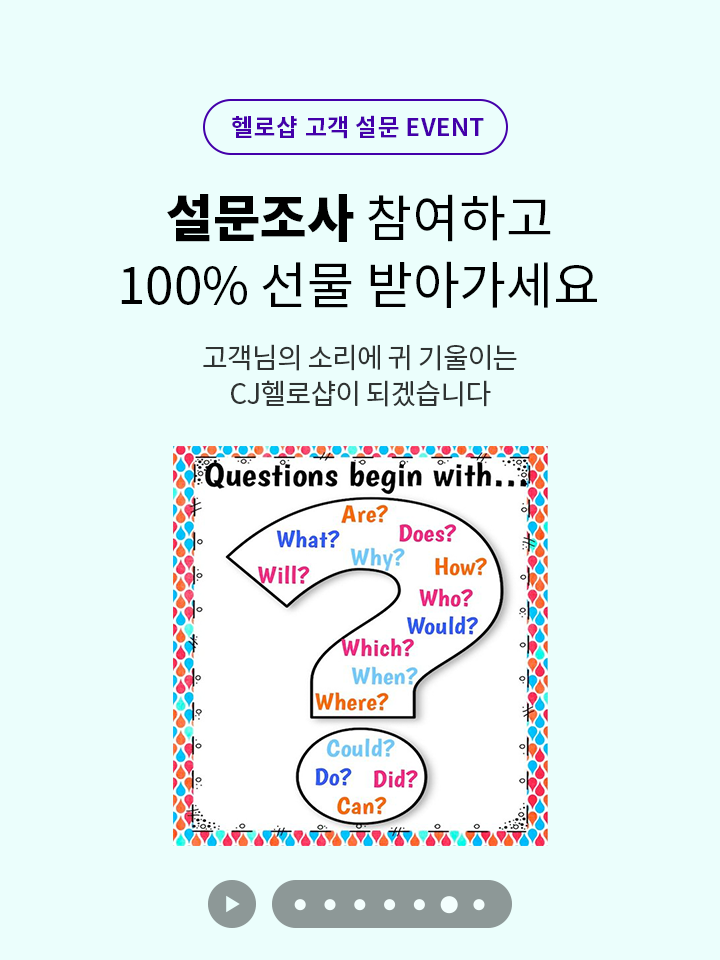 헬로샵 고객 설문 EVENT
설문조사 참여하고
100% 선물 받아가세요
고객님의 소리에 귀 기울이는
CJ헬로샵이 되겠습니다
Questions begin with...
Are?
What?
Does?
Why?
Will?
How?
Who?
Would?
Which?
When?
Where?
Could?
Do? Did?
Can?